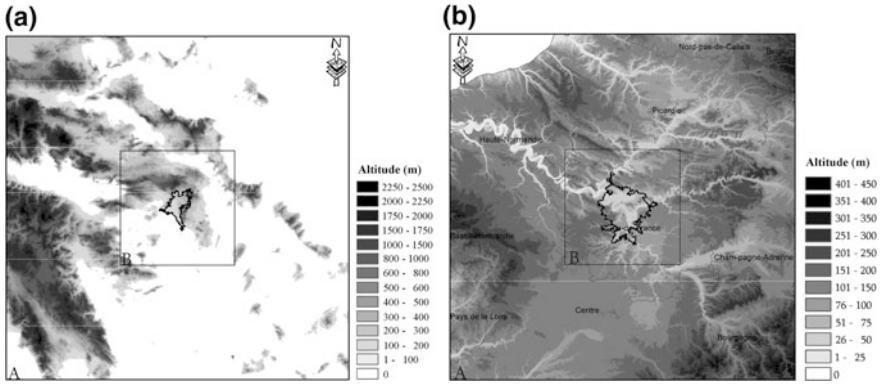 (a)
N
B
A
Altitude (m)
2250 - 2500
2000 - 2250
1750 - 2000
1500 - 1750
1000 - 1500
800 - 1000
600 - 800
500 - 600
400 - 500
300 - 400
200 - 300
100 - 200
1 - 100
0
(b)
N
Nord-pas-de-Calais
Picardie
Haute-Normandie
B
Cham-pagne-Ardenne
Pays de la Loire
Centre
Bourgogne
A
Altitude (m)
401 - 450
351 - 400
301 - 350
251 - 300
201 - 250
151 - 200
101 - 150
76 - 100
51 - 75
26 - 50
1 - 25
0